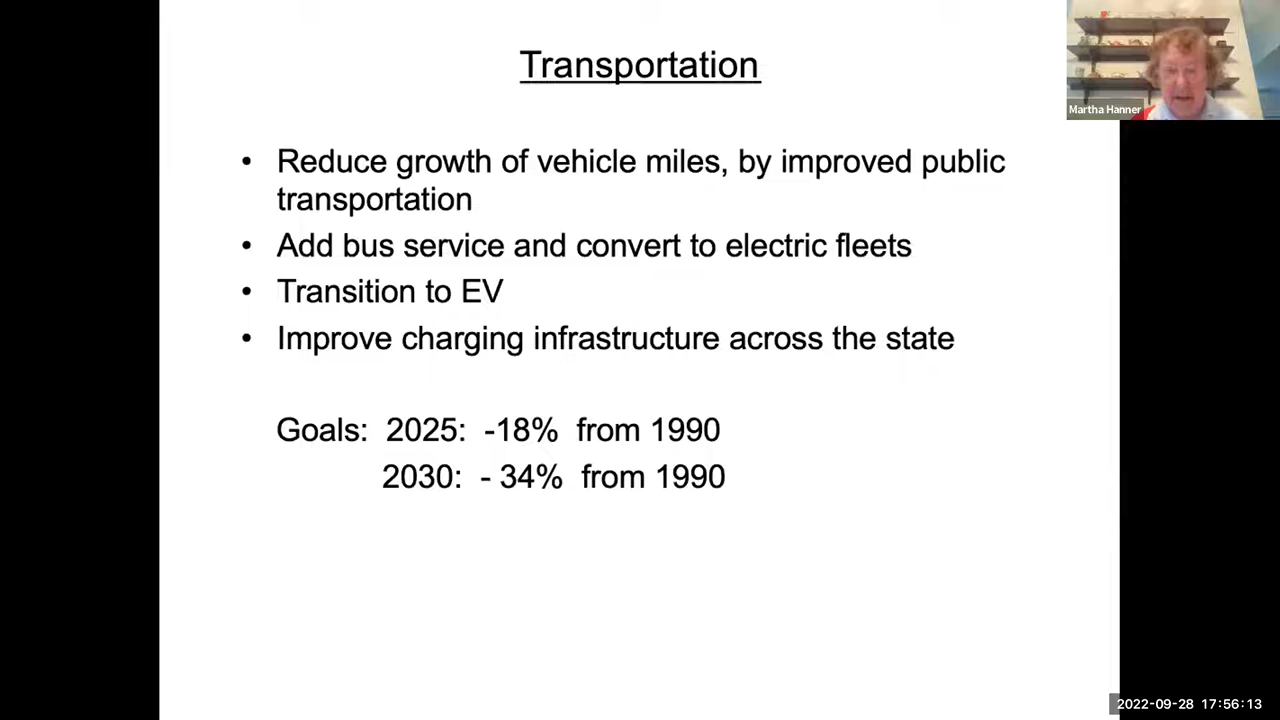 Transportation
Martha Hanner
• Reduce growth of vehicle miles, by improved public
transportation
• Add bus service and convert to electric fleets
• Transition to EV
• Improve charging infrastructure across the state
Goals: 2025: -18% from 1990
2030: - 34% from 1990
2022-09-28 17:56:13